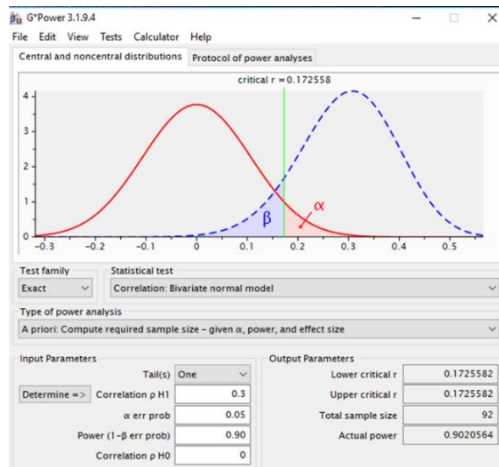 G*Power 3.1.9.4
File Edit View Tests Calculator Help
Central and noncentral distributions Protocol of power analyses
critical r = 0.172558
4
3
2
1
0
β
α
-0.3 -0.2 -0.1 0 0.1 0.2 0.3 0.4 0.5
Test family Statistical test
Exact Correlation: Bivariate normal model
Type of power analysis
A priori: Compute required sample size – given α, power, and effect size
Input Parameters Output Parameters
Tail(s) One Lower critical r 0.1725582
Determine => Correlation ρ H1 0.3 Upper critical r 0.1725582
α err prob 0.05 Total sample size 92
Power (1-β err prob) 0.90 Actual power 0.9020564
Correlation ρ H0 0